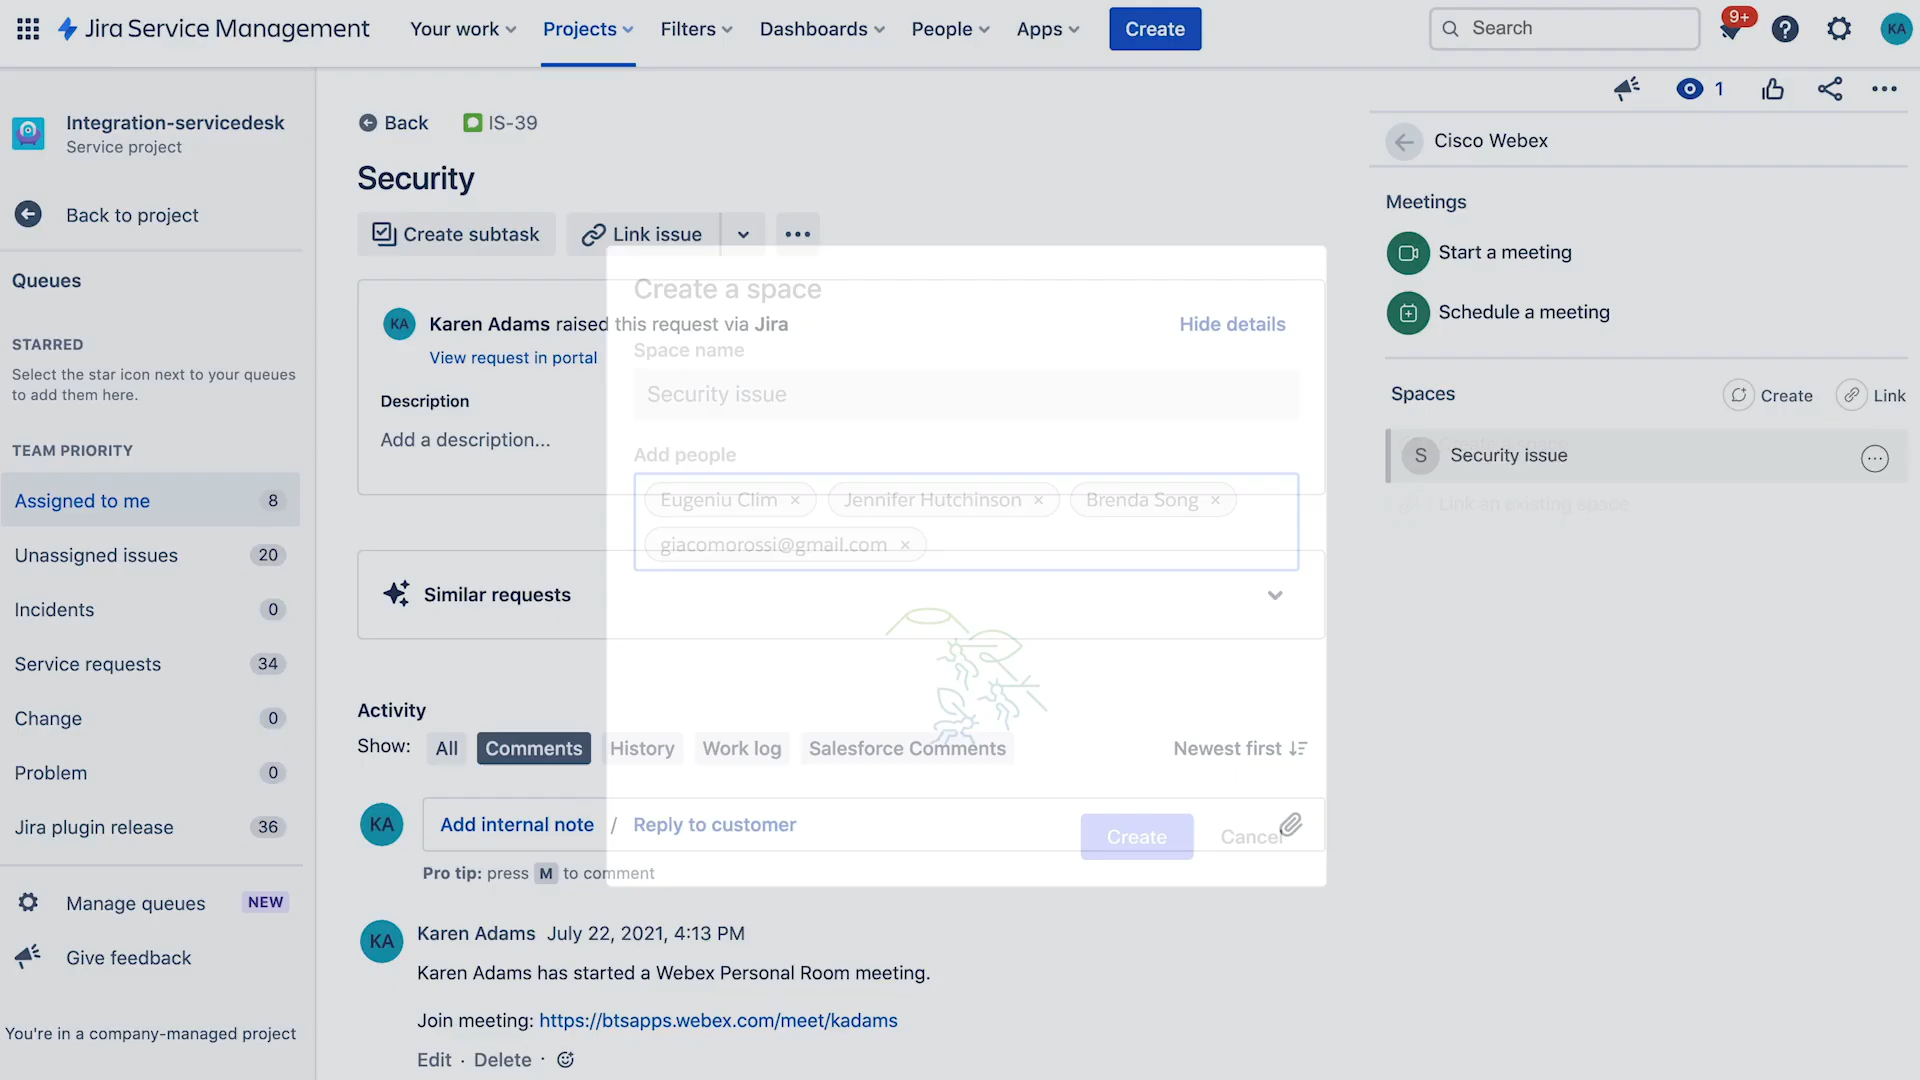 Jira Service Management
Your work
Projects
Filters
Dashboards
People
Apps
Create
Search
9+
KA
Integration-servicedesk
Service project
Back to project
Queues
STARRED
Select the star icon next to your queues
to add them here.
TEAM PRIORITY
Assigned to me 8
Unassigned issues 20
Incidents 0
Service requests 34
Change 0
Problem 0
Jira plugin release 36
Manage queues NEW
Give feedback
You're in a company-managed project
Back
IS-39
Security
Create subtask
Link issue
KA
Karen Adams raised this request via Jira
Hide details
View request in portal
Description
Add a description...
Create a space
Space name
Security issue
Add people
Eugeniu Clim ×
Jennifer Hutchinson ×
Brenda Song ×
giacomorossi@gmail.com ×
Similar requests
Activity
Show:
All
Comments
History
Work log
Salesforce Comments
Newest first
KA
Add internal note / Reply to customer
Create
Cancel
Pro tip: press M to comment
KA
Karen Adams July 22, 2021, 4:13 PM
Karen Adams has started a Webex Personal Room meeting.
Join meeting: https://btsapps.webex.com/meet/kadams
Edit · Delete ·
1
Cisco Webex
Meetings
Start a meeting
Schedule a meeting
Spaces
Create
Link
Create a space
S
Security issue
Link an existing space